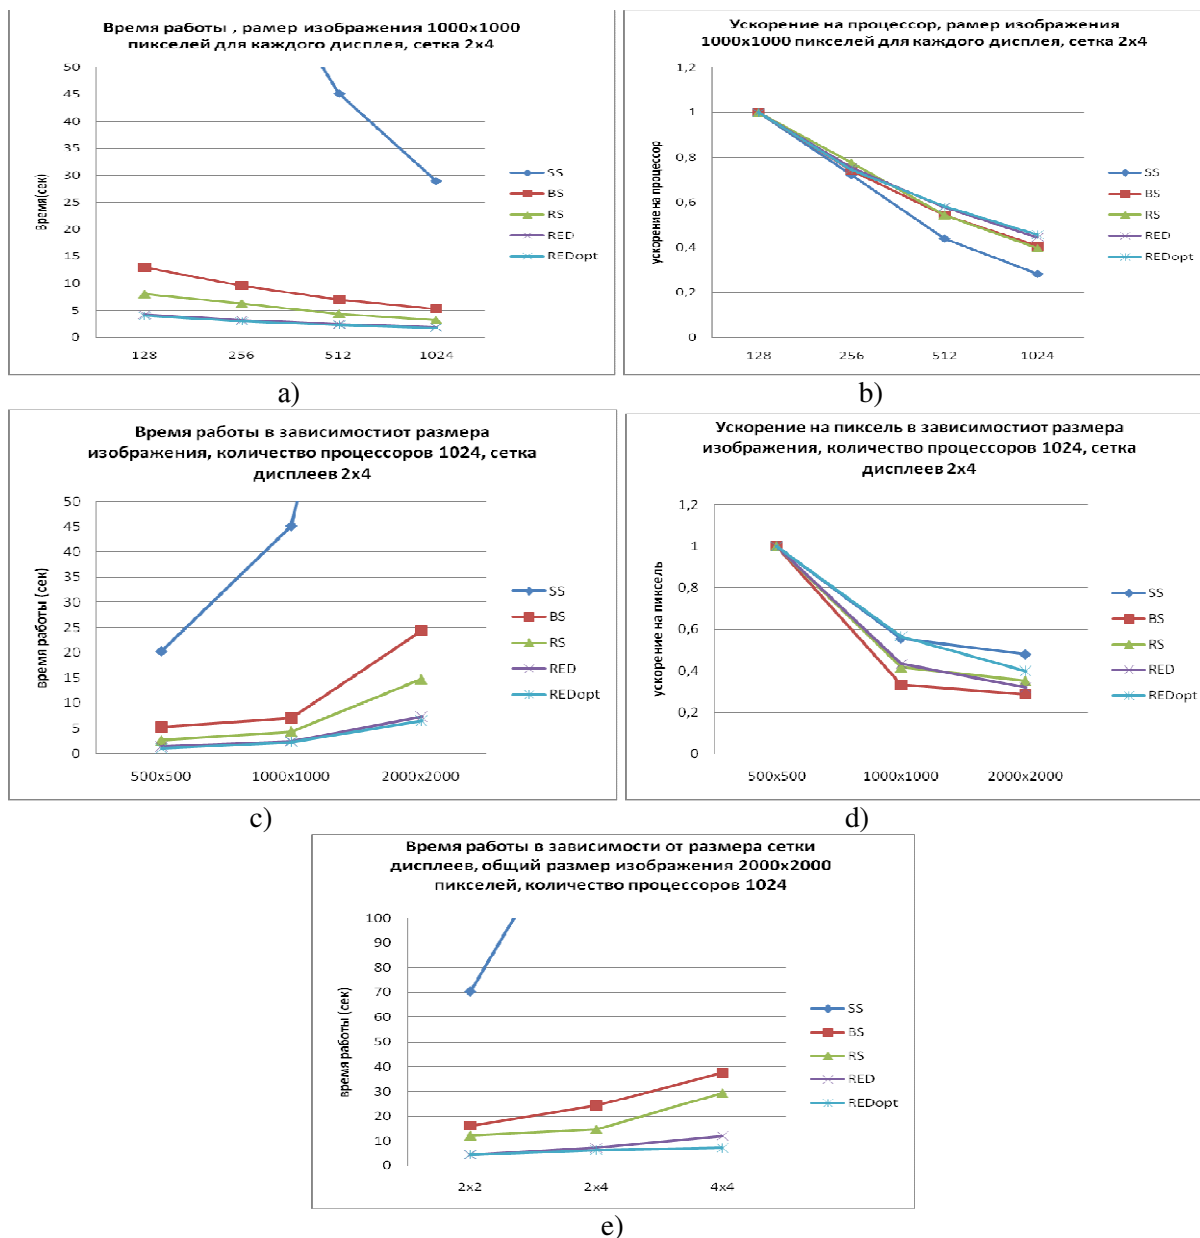 Время работы , рамер изображения 1000x1000
пикселей для каждого дисплея, сетка 2x4
50
45
40
35
30
25
20
15
10
5
0
Время(сек)
128 256 512 1024
SS
BS
RS
RED
REDopt
a)
Ускорение на процессор, рамер изображения
1000x1000 пикселей для каждого дисплея, сетка 2x4
1,2
1
0,8
0,6
0,4
0,2
0
ускорение на процессор
128 256 512 1024
SS
BS
RS
RED
REDopt
b)
Время работы в зависимостиот размера
изображения, количество процессоров 1024, сетка
дисплеев 2x4
50
45
40
35
30
25
20
15
10
5
0
время работы (сек)
500x500 1000x1000 2000x2000
SS
BS
RS
RED
REDopt
c)
Ускорение на пиксель в зависимостиот размера
изображения, количество процессоров 1024, сетка
дисплеев 2x4
1,2
1
0,8
0,6
0,4
0,2
0
ускорение на пиксель
500x500 1000x1000 2000x2000
SS
BS
RS
RED
REDopt
d)
Время работы в зависимости от размера сетки
дисплеев, общий размер изображения 2000x2000
пикселей, количество процессоров 1024
100
90
80
70
60
50
40
30
20
10
0
время работы (сек)
2x2 2x4 4x4
SS
BS
RS
RED
REDopt
e)